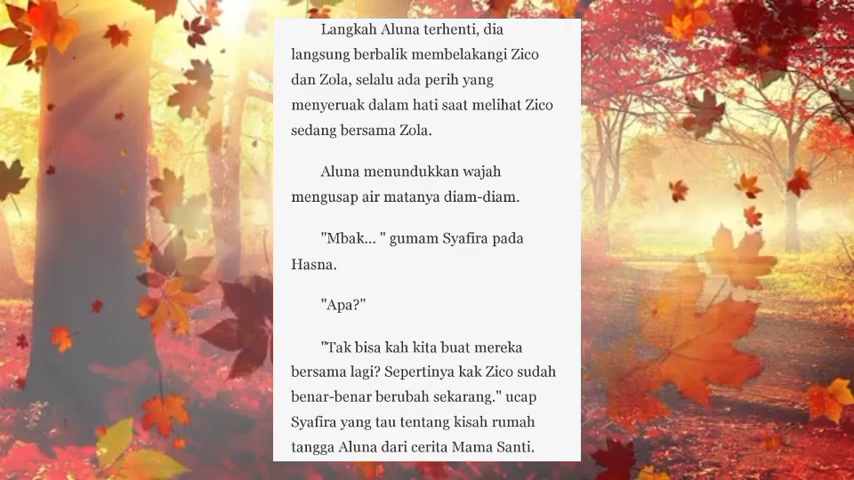 Langkah Aluna terhenti, dia
langsung berbalik membelakangi Zico
dan Zola, selalu ada perih yang
menyeruak dalam hati saat melihat Zico
sedang bersama Zola.
Aluna menundukkan wajah
mengusap air matanya diam-diam.
"Mbak... " gumam Syafira pada
Hasna.
"Apa?"
"Tak bisa kah kita buat mereka
bersama lagi? Sepertinya kak Zico sudah
benar-benar berubah sekarang." ucap
Syafira yang tau tentang kisah rumah
tangga Aluna dari cerita Mama Santi.